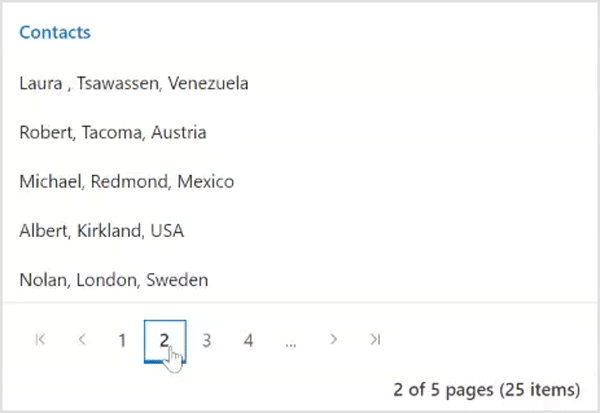 Contacts
Laura , Tsawassen, Venezuela
Robert, Tacoma, Austria
Michael, Redmond, Mexico
Albert, Kirkland, USA
Nolan, London, Sweden
1 2 3 4 ...
2 of 5 pages (25 items)